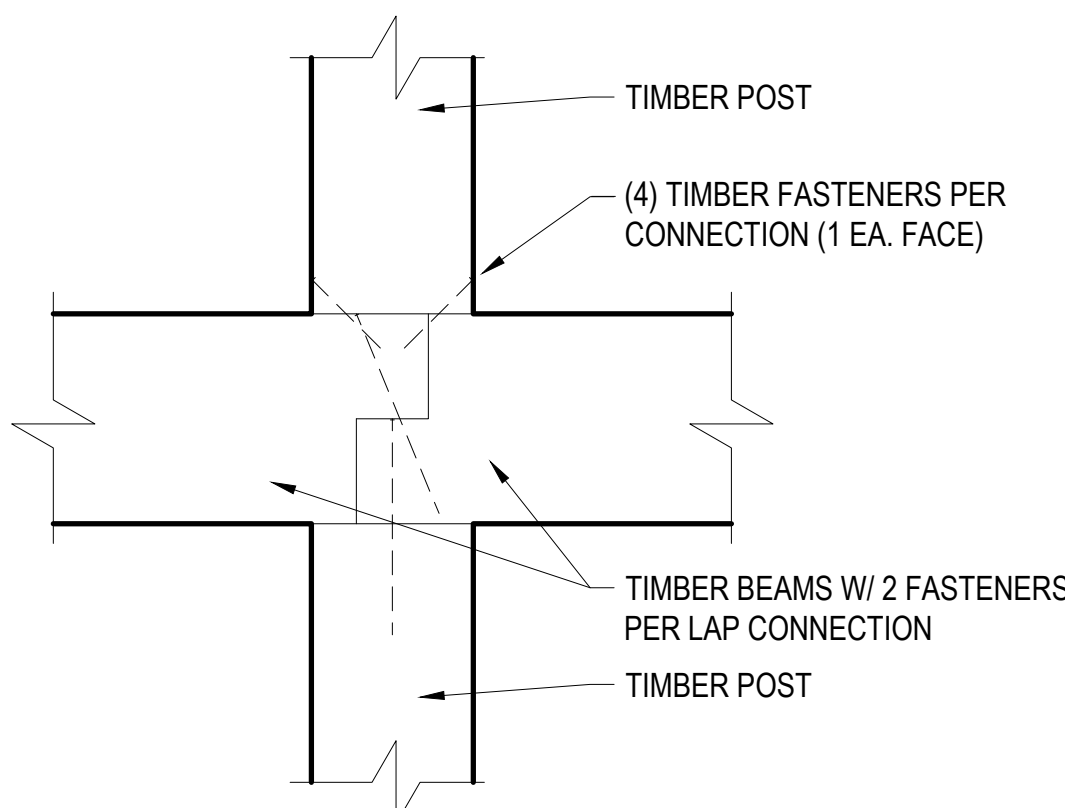 TIMBER POST
(4) TIMBER FASTENERS PER
CONNECTION (1 EA. FACE)
TIMBER BEAMS W/ 2 FASTENERS
PER LAP CONNECTION
TIMBER POST